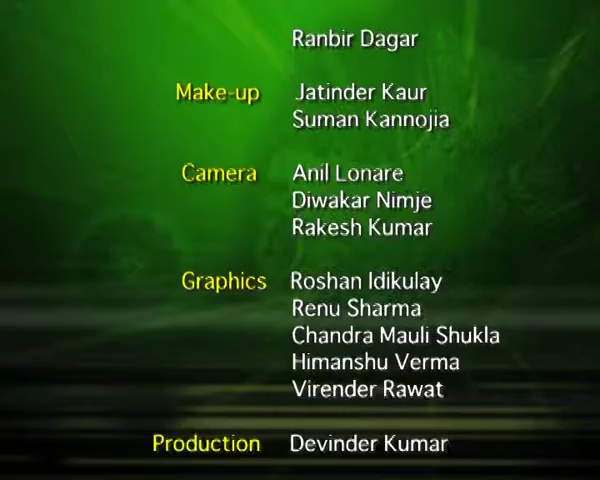 Ranbir Dagar
Make-up Jatinder Kaur
Suman Kannojia
Camera Anil Lonare
Diwakar Nimje
Rakesh Kumar
Graphics Roshan Idikulay
Renu Sharma
Chandra Mauli Shukla
Himanshu Verma
Virender Rawat
Production Devinder Kumar